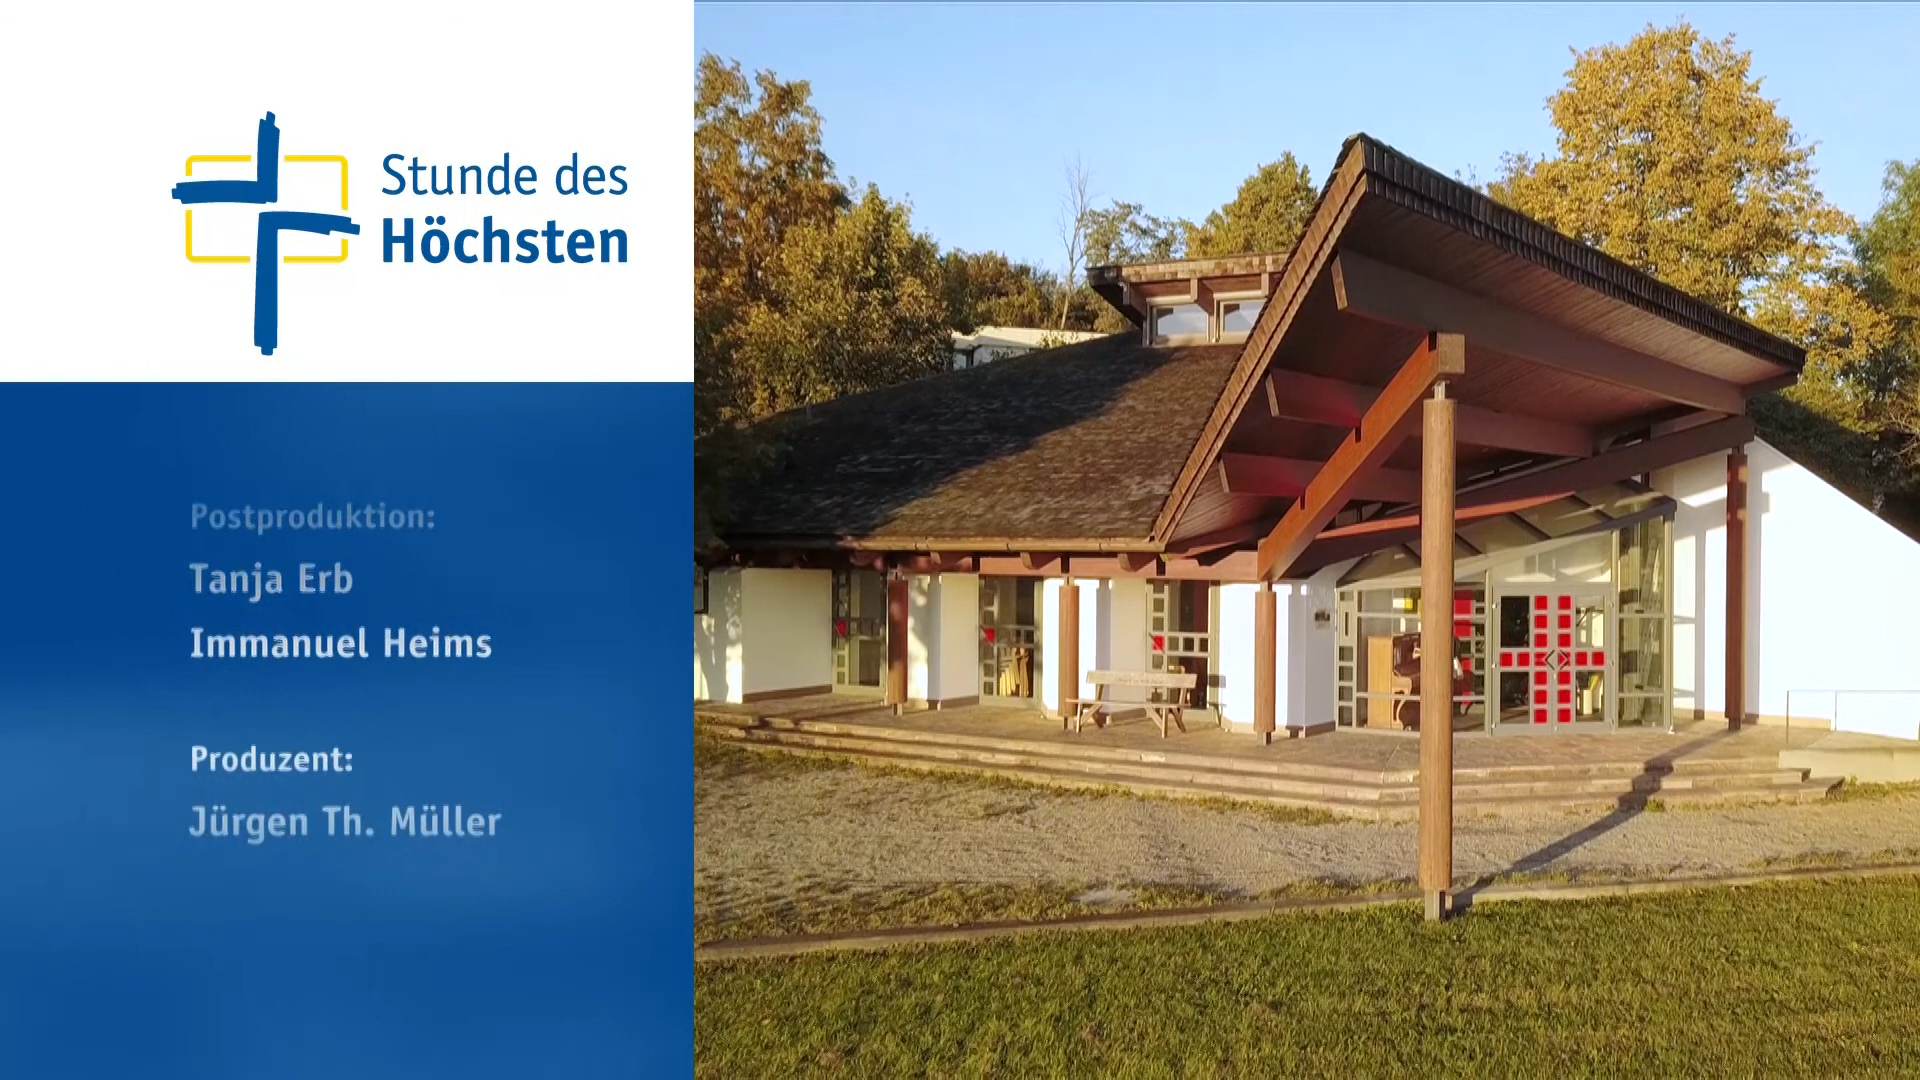 Stunde des
Höchsten
Postproduktion:
Tanja Erb
Immanuel Heims
Produzent:
Jürgen Th. Müller